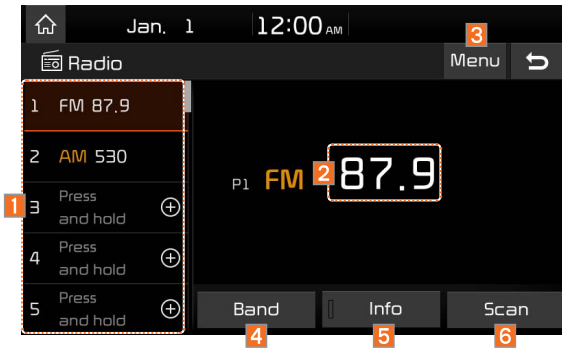 Jan. 1 12:00 AM
3
Radio Menu
1 FM 87.9
2 AM 530
1
3 Press and hold
4 Press and hold
5 Press and hold
P1 FM 2 87.9
Band Info Scan
4 5 6